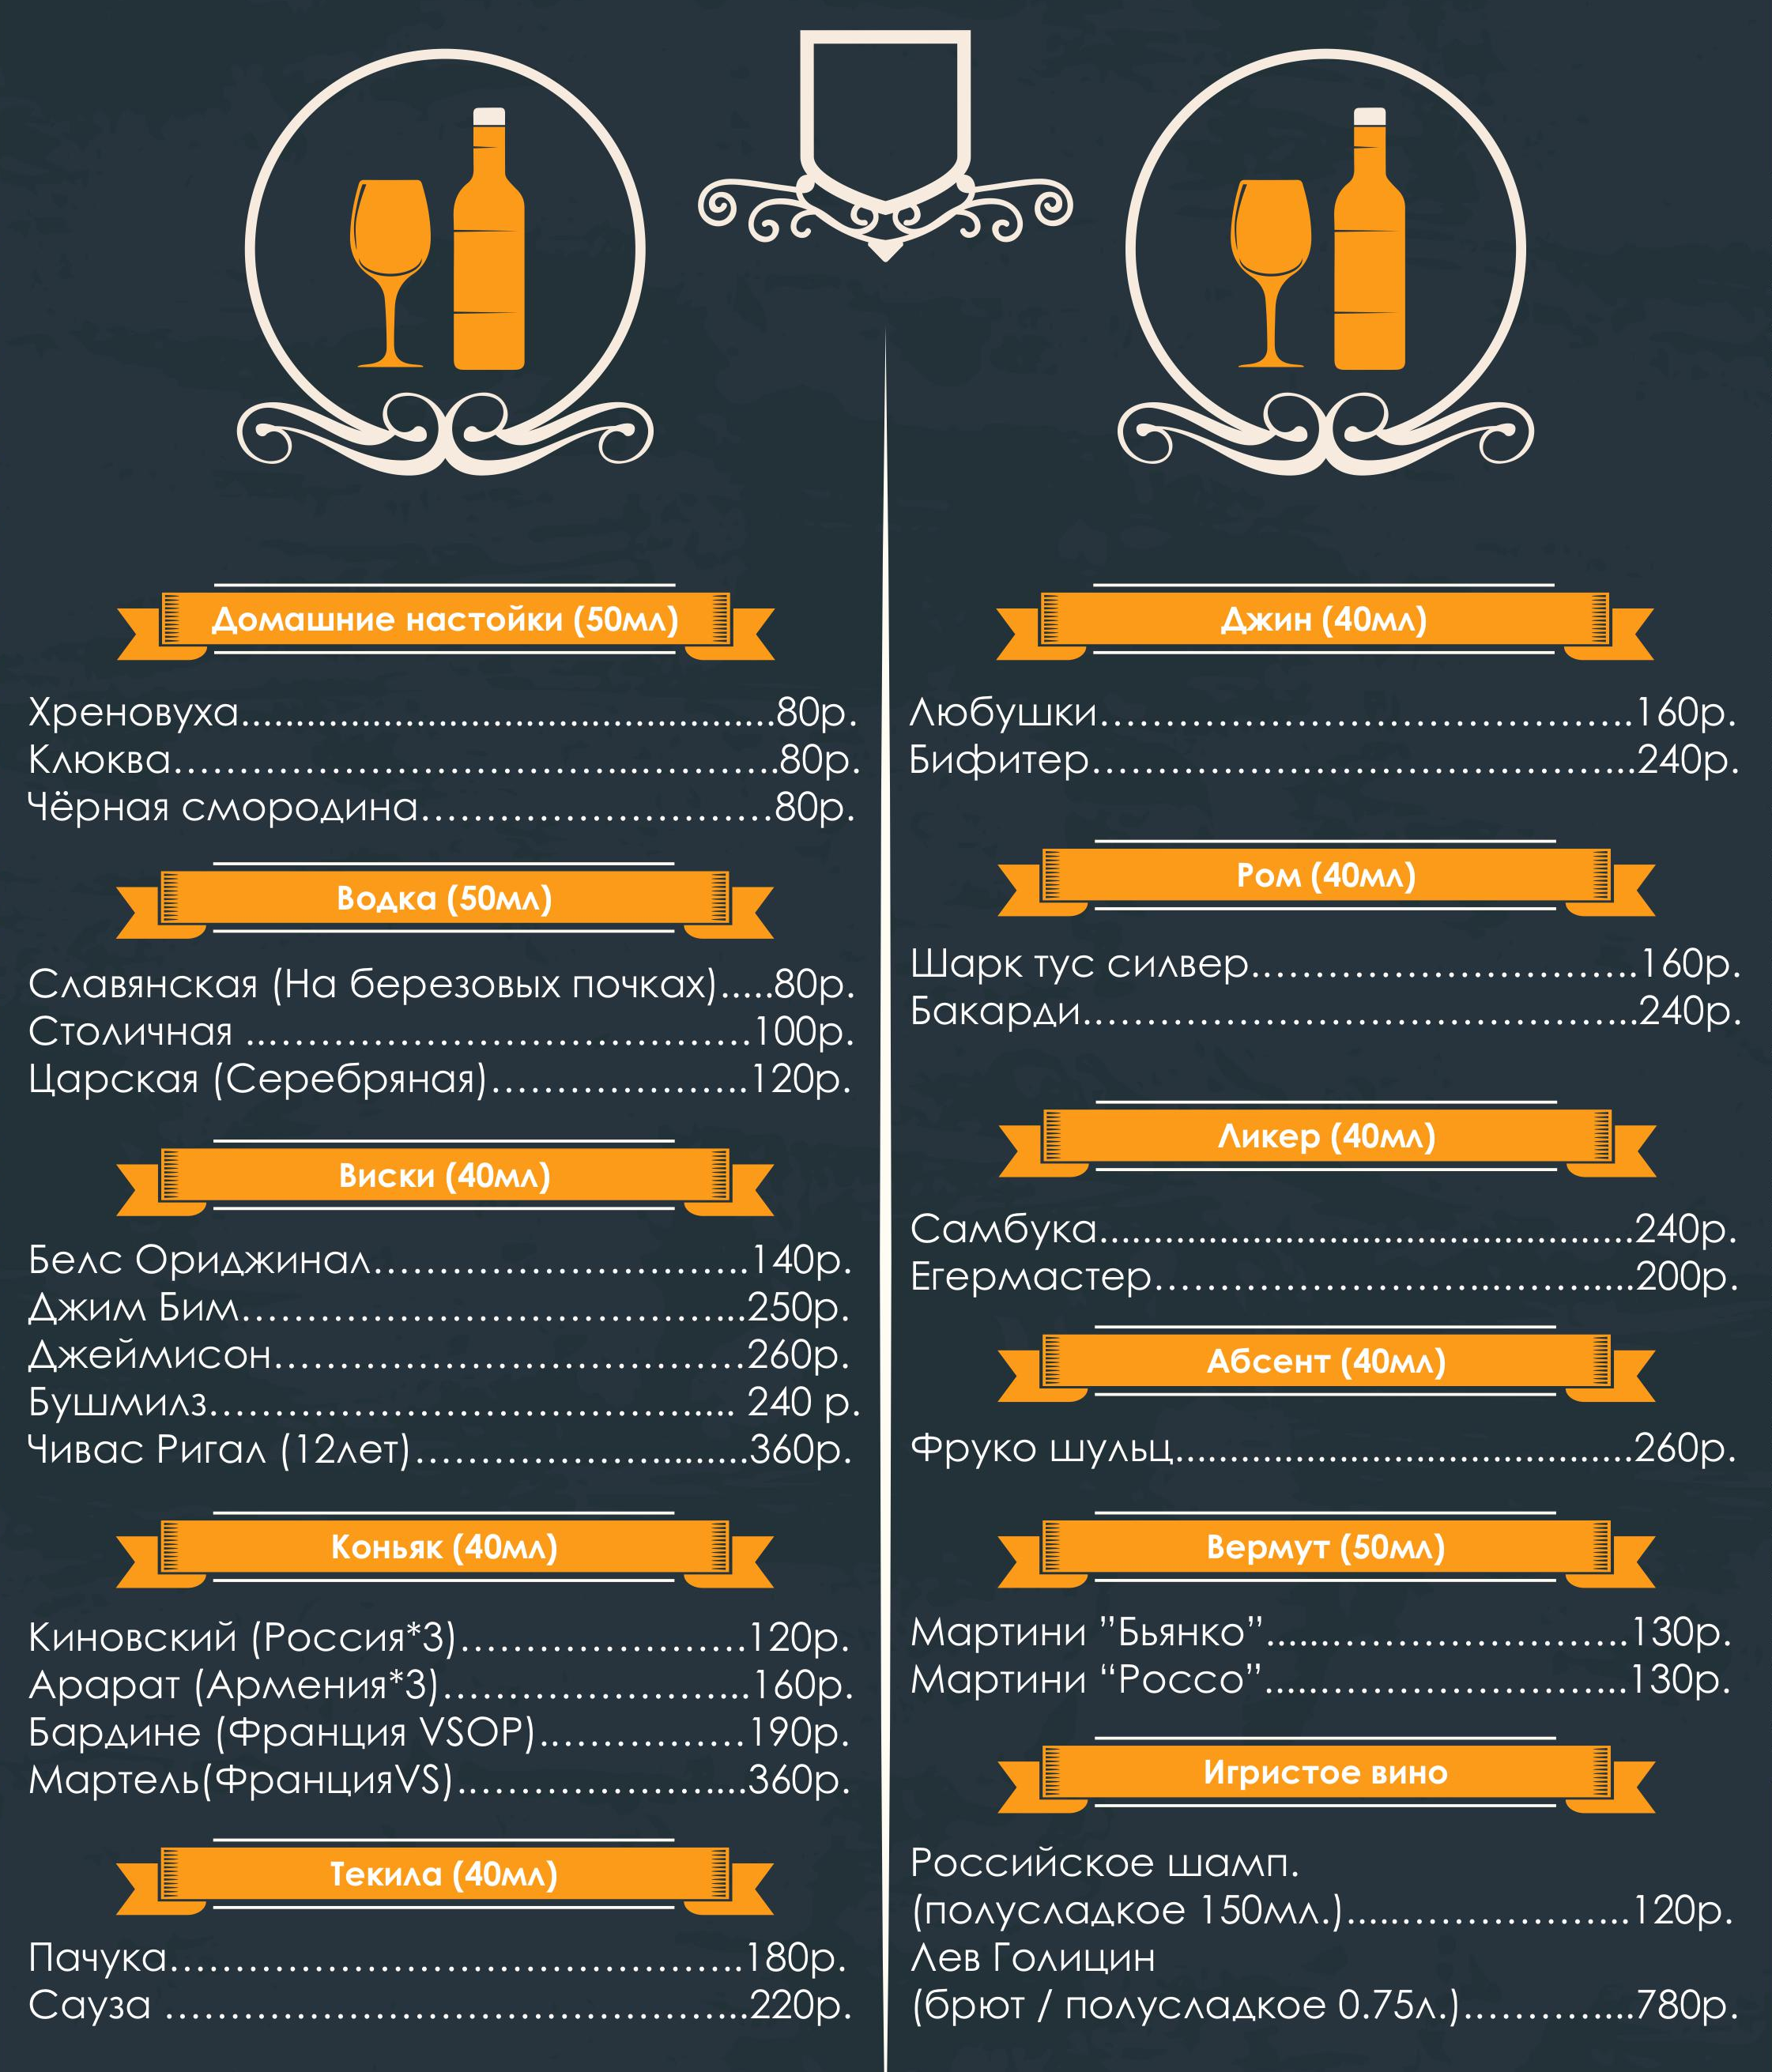 Домашние настойки (50мл)
Хреновуха.................................................80р.
Клюква.................................................80р.
Чёрная смородина.................................80р.
Водка (50мл)
Славянская (На березовых почках).....80р.
Столичная .............................................100р.
Царская (Серебряная)........................120р.
Виски (40мл)
Белс Ориджинал...................................140р.
Джим Бим...............................................250р.
Джеймисон.............................................260р.
Бушмилз................................................. 240 р.
Чивас Ригал (12лет)...............................360р.
Коньяк (40мл)
Киновский (Россия*3)...........................120р.
Арарат (Армения*3).............................160р.
Бардине (Франция VSOP)...................190р.
Мартель(ФранцияVS)...........................360р.
Текила (40мл)
Пачука.....................................................180р.
Сауза ......................................................220р.
Джин (40мл)
Любушки.................................................160р.
Бифитер..................................................240р.
Ром (40мл)
Шарк тус силвер....................................160р.
Бакарди...................................................240р.
Ликер (40мл)
Самбука.................................................240р.
Егермастер.............................................200р.
Абсент (40мл)
Фруко шульц..........................................260р.
Вермут (50мл)
Мартини ”Бьянко”..................................130р.
Мартини “Россо”..................................130р.
Игристое вино
Российское шамп.
(полусладкое 150мл.)...........................120р.
Лев Голицин
(брют / полусладкое 0.75л.)................780р.